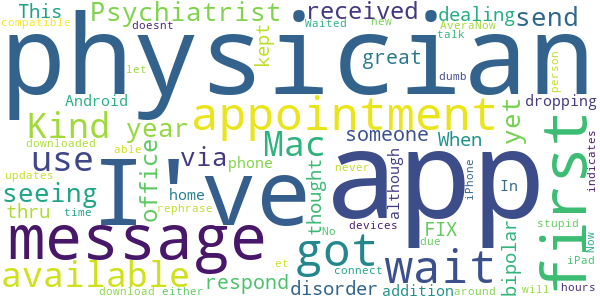 This Psychiatrist received dealing send
compatible doesnt Waited new AveraNow
physician
kept great talk
let Android dumb person
appointment dropping
Kind year someone When yet
downloaded able
use via Mac
office phone
I've app first
seeing home although iPhone In
thru time rephrase thought never
message got wait
devices FIX bipolar stupid
updates No due indicates
available et connect iPad Now
respond disorder addition around will hours
download either